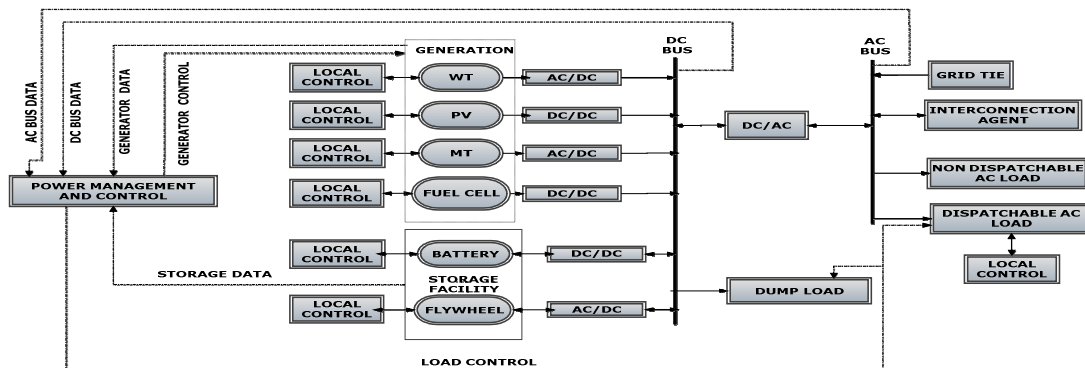 AC BUS DATA
DC BUS DATA
GENERATOR DATA
GENERATOR CONTROL
POWER MANAGEMENT
AND CONTROL
STORAGE DATA
LOAD CONTROL
GENERATION
LOCAL
CONTROL
WT
AC/DC
LOCAL
CONTROL
PV
DC/DC
LOCAL
CONTROL
MT
AC/DC
LOCAL
CONTROL
FUEL CELL
DC/DC
LOCAL
CONTROL
BATTERY
DC/DC
STORAGE
FACILITY
LOCAL
CONTROL
FLYWHEEL
AC/DC
DC
BUS
DC/AC
DUMP LOAD
AC
BUS
GRID TIE
INTERCONNECTION
AGENT
NON DISPATCHABLE
AC LOAD
DISPATCHABLE AC
LOAD
LOCAL
CONTROL